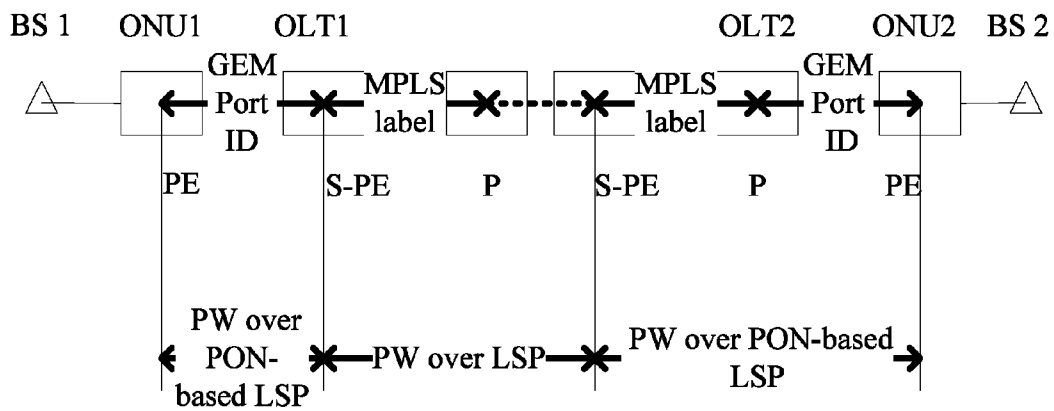 BS 1
ONU1
OLT1
OLT2
ONU2
BS 2
GEM
Port
ID
MPLS
label
MPLS
label
GEM
Port
ID
PE
S-PE
P
S-PE
P
PE
PW over
PON-
based LSP
PW over LSP
PW over PON-based
LSP